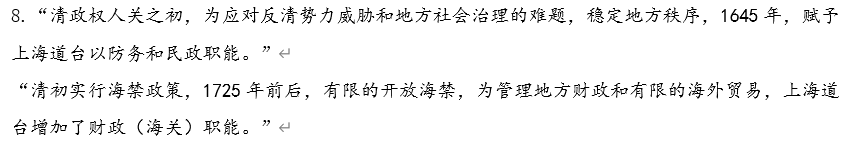 8. “清政权人关之初，为应对反清势力威胁和地方社会治理的难题，稳定地方秩序，1645 年，赋予
上海道台以防务和民政职能。”↵
“清初实行海禁政策，1725 年前后，有限的开放海禁，为管理地方财政和有限的海外贸易，上海道
台增加了财政（海关）职能。”↵